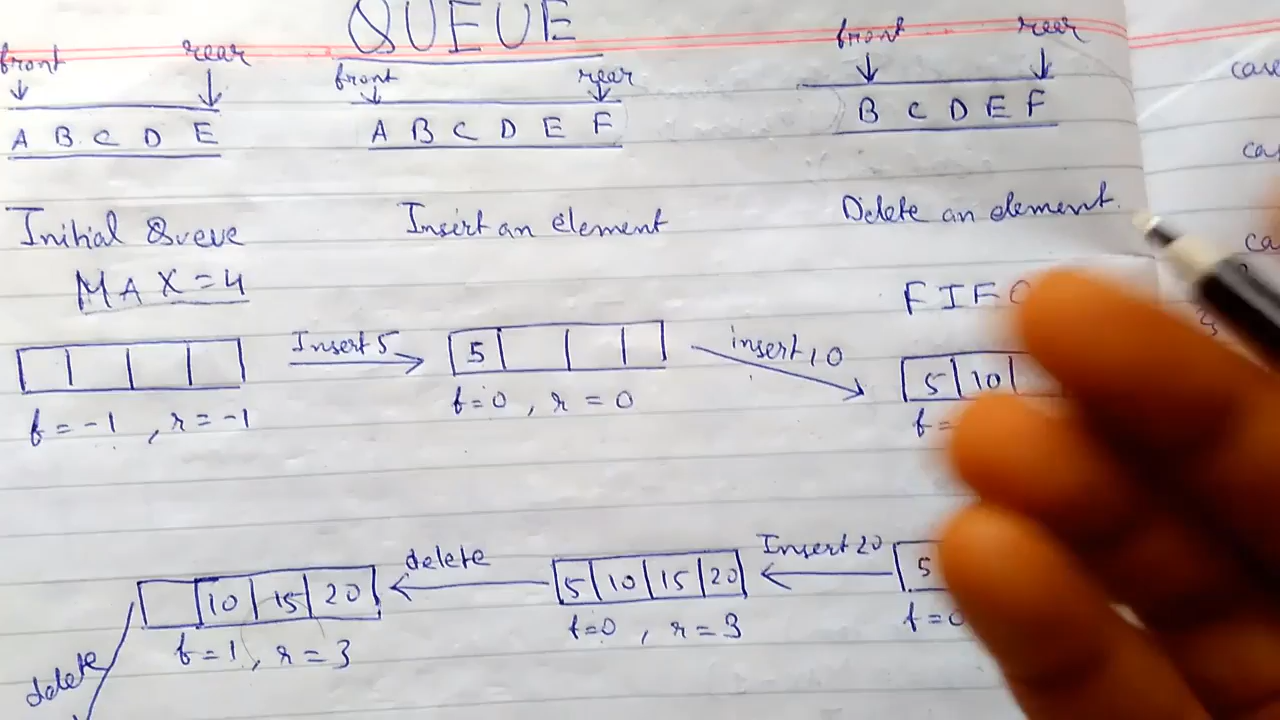 QUEUE
front rear front rear front rear
A B C D E A B C D E F B C D E F
case
Initial Queue Insert an element Delete an element.
MAX=4
FIFO
Insert 5 5 insert 10 5 10
f=-1, r=-1 f=0, r=0 f=
10 15 20 delete 5 10 15 20 Insert 20 5
f=1, r=3 f=0, r=3 f=0
delete